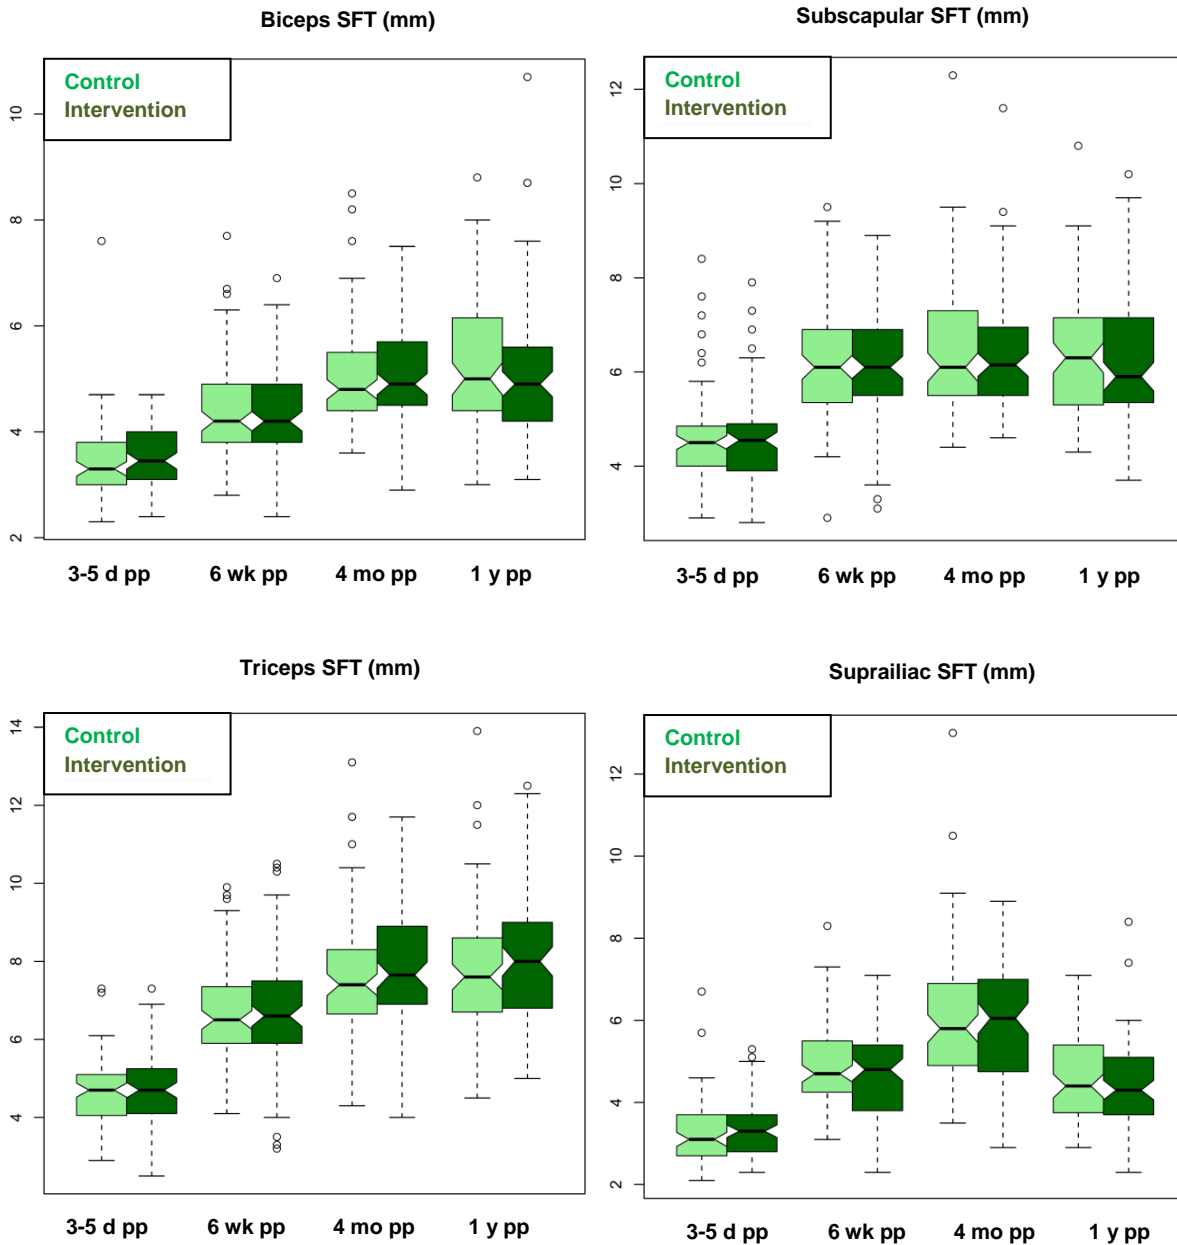 Biceps SFT (mm)
Control
Intervention
10
8
6
4
2
3-5 d pp 6 wk pp 4 mo pp 1 y pp
Subscapular SFT (mm)
Control
Intervention
12
10
8
6
4
3-5 d pp 6 wk pp 4 mo pp 1 y pp
Triceps SFT (mm)
Control
Intervention
14
12
10
8
6
4
3-5 d pp 6 wk pp 4 mo pp 1 y pp
Suprailiac SFT (mm)
Control
Intervention
12
10
8
6
4
2
3-5 d pp 6 wk pp 4 mo pp 1 y pp